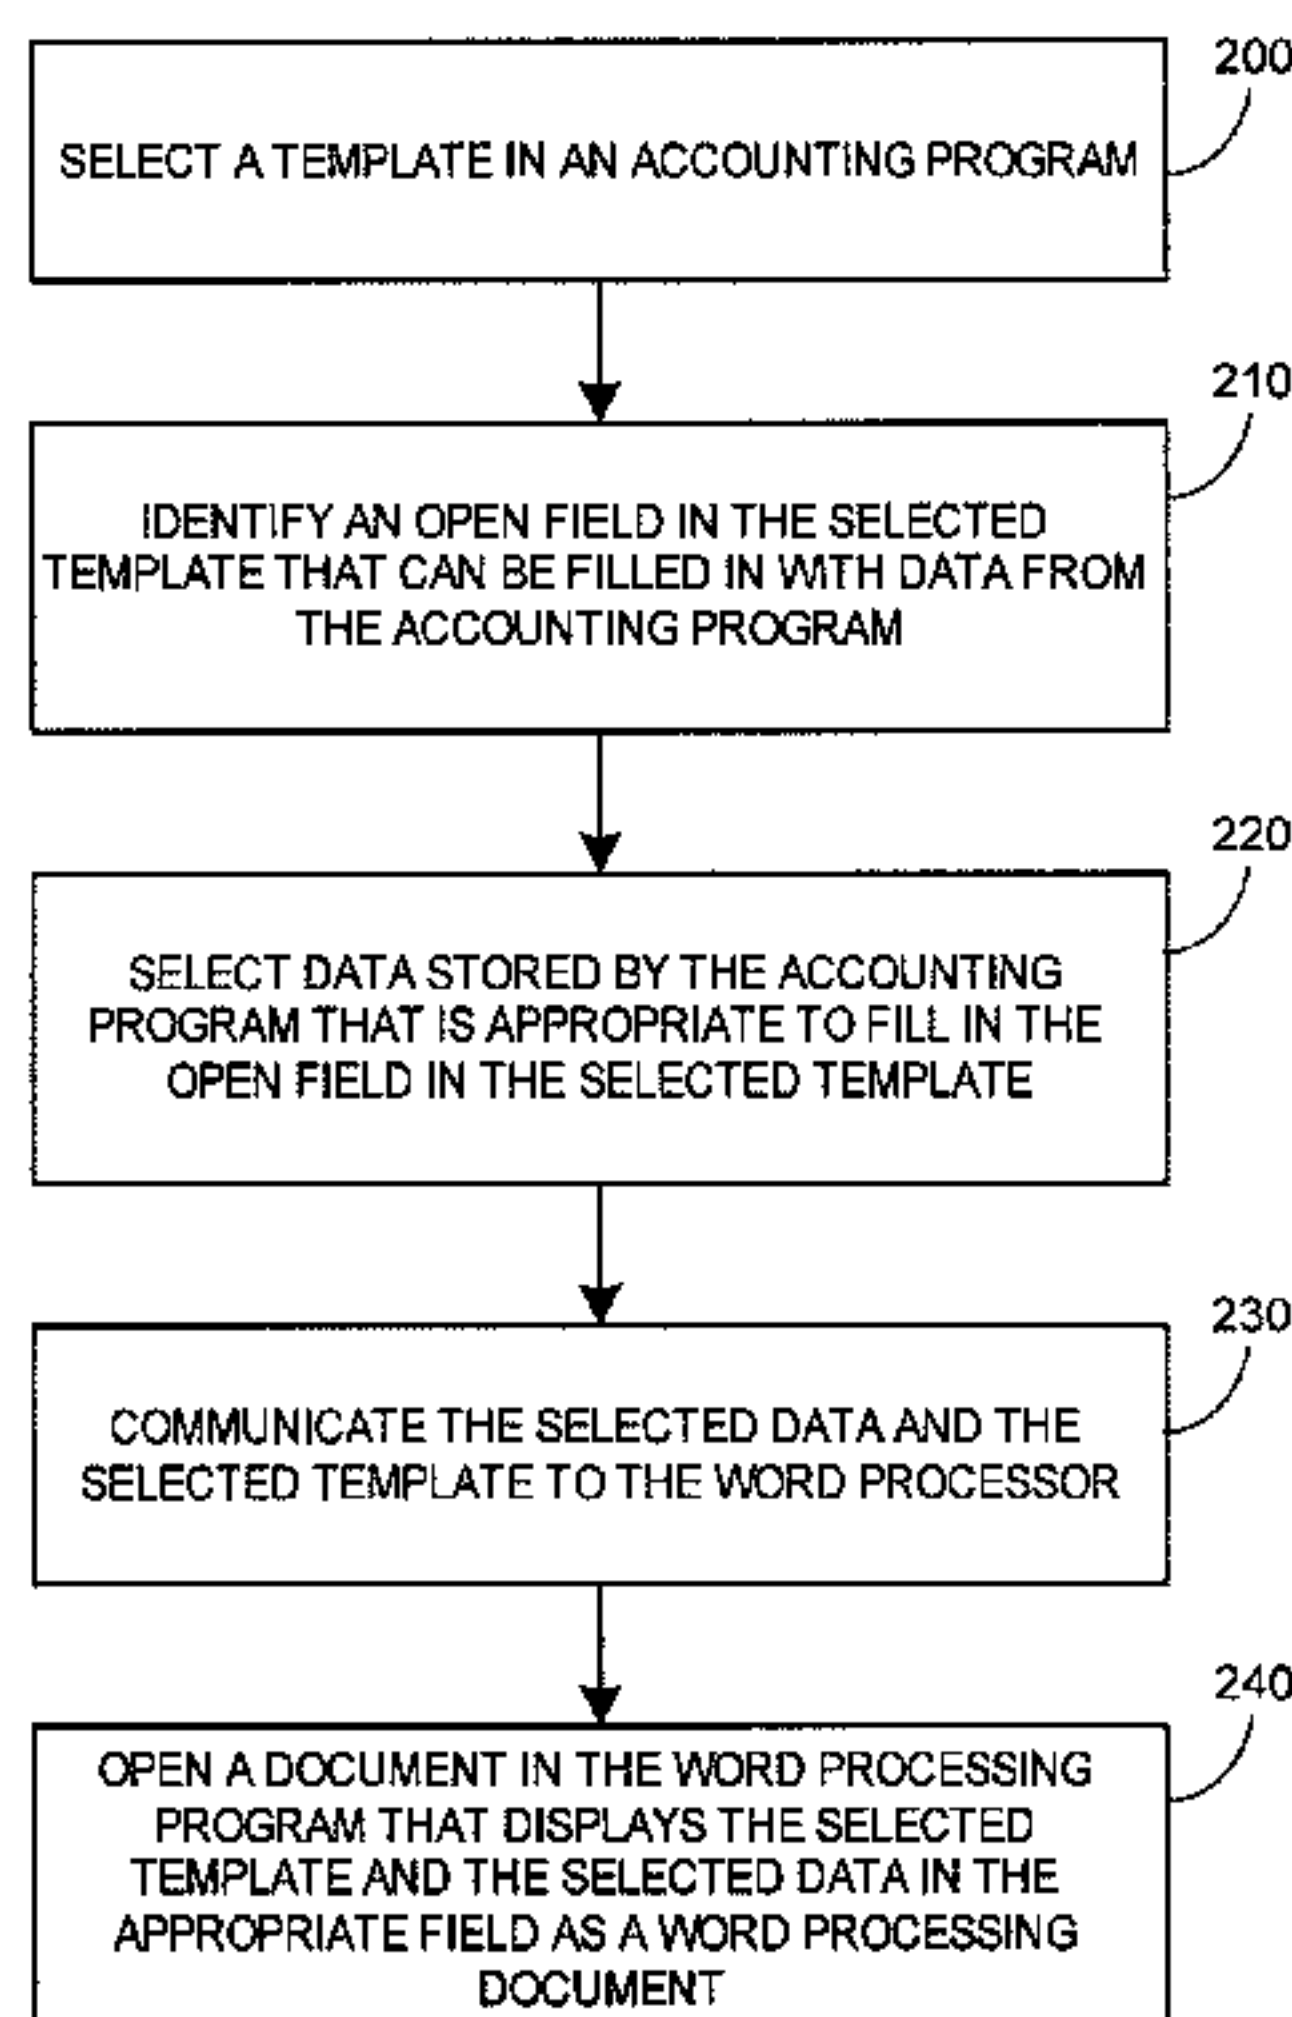 200
SELECT A TEMPLATE IN AN ACCOUNTING PROGRAM
210
IDENTIFY AN OPEN FIELD IN THE SELECTED
TEMPLATE THAT CAN BE FILLED IN WITH DATA FROM
THE ACCOUNTING PROGRAM
220
SELECT DATA STORED BY THE ACCOUNTING
PROGRAM THAT IS APPROPRIATE TO FILL IN THE
OPEN FIELD IN THE SELECTED TEMPLATE
230
COMMUNICATE THE SELECTED DATA AND THE
SELECTED TEMPLATE TO THE WORD PROCESSOR
240
OPEN A DOCUMENT IN THE WORD PROCESSING
PROGRAM THAT DISPLAYS THE SELECTED
TEMPLATE AND THE SELECTED DATA IN THE
APPROPRIATE FIELD AS A WORD PROCESSING
DOCUMENT